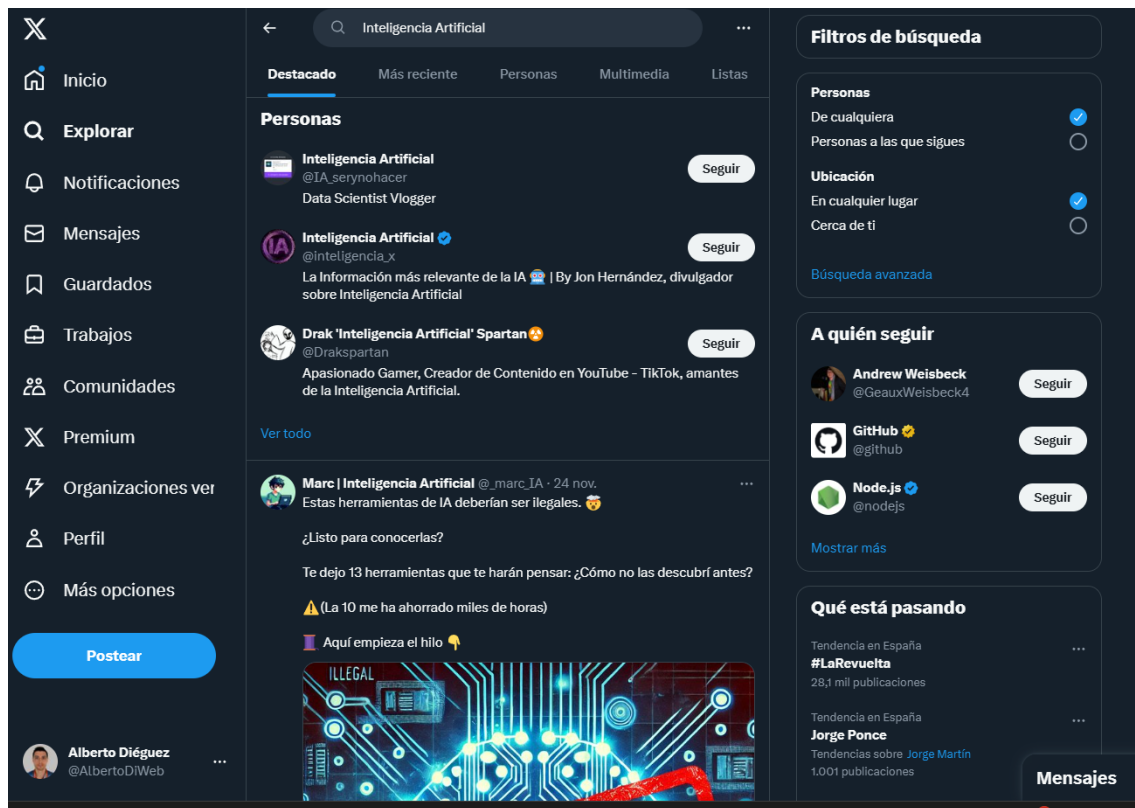 Inicio
Explorar
Notificaciones
Mensajes
Guardados
Trabajos
Comunidades
Premium
Organizaciones ver
Perfil
Más opciones
Postear
Alberto Diéguez
@AlbertoDiWeb
Inteligencia Artificial
Destacado Más reciente Personas Multimedia Listas
Personas
Inteligencia Artificial
@IA_serynohacer
Seguir
Data Scientist Vlogger
Inteligencia Artificial
@inteligencia_x
Seguir
La Información más relevante de la IA 🤖 | By Jon Hernández, divulgador
sobre Inteligencia Artificial
Drak 'Inteligencia Artificial' Spartan☢️
@Drakspartan
Seguir
Apasionado Gamer, Creador de Contenido en YouTube - TikTok, amantes
de la Inteligencia Artificial.
Ver todo
Marc | Inteligencia Artificial @_marc_IA · 24 nov.
Estas herramientas de IA deberían ser ilegales. 🤯
¿Listo para conocerlas?
Te dejo 13 herramientas que te harán pensar: ¿Cómo no las descubrí antes?
⚠️(La 10 me ha ahorrado miles de horas)
🧵 Aquí empieza el hilo 👇
ILLEGAL
Filtros de búsqueda
Personas
De cualquiera
Personas a las que sigues
Ubicación
En cualquier lugar
Cerca de ti
Búsqueda avanzada
A quién seguir
Andrew Weisbeck
@GeauxWeisbeck4
Seguir
GitHub
@github
Seguir
Node.js
@nodejs
Seguir
Mostrar más
Qué está pasando
Tendencia en España
#LaRevuelta
28,1 mil publicaciones
Tendencia en España
Jorge Ponce
Tendencias sobre Jorge Martín
1.001 publicaciones
Mensajes